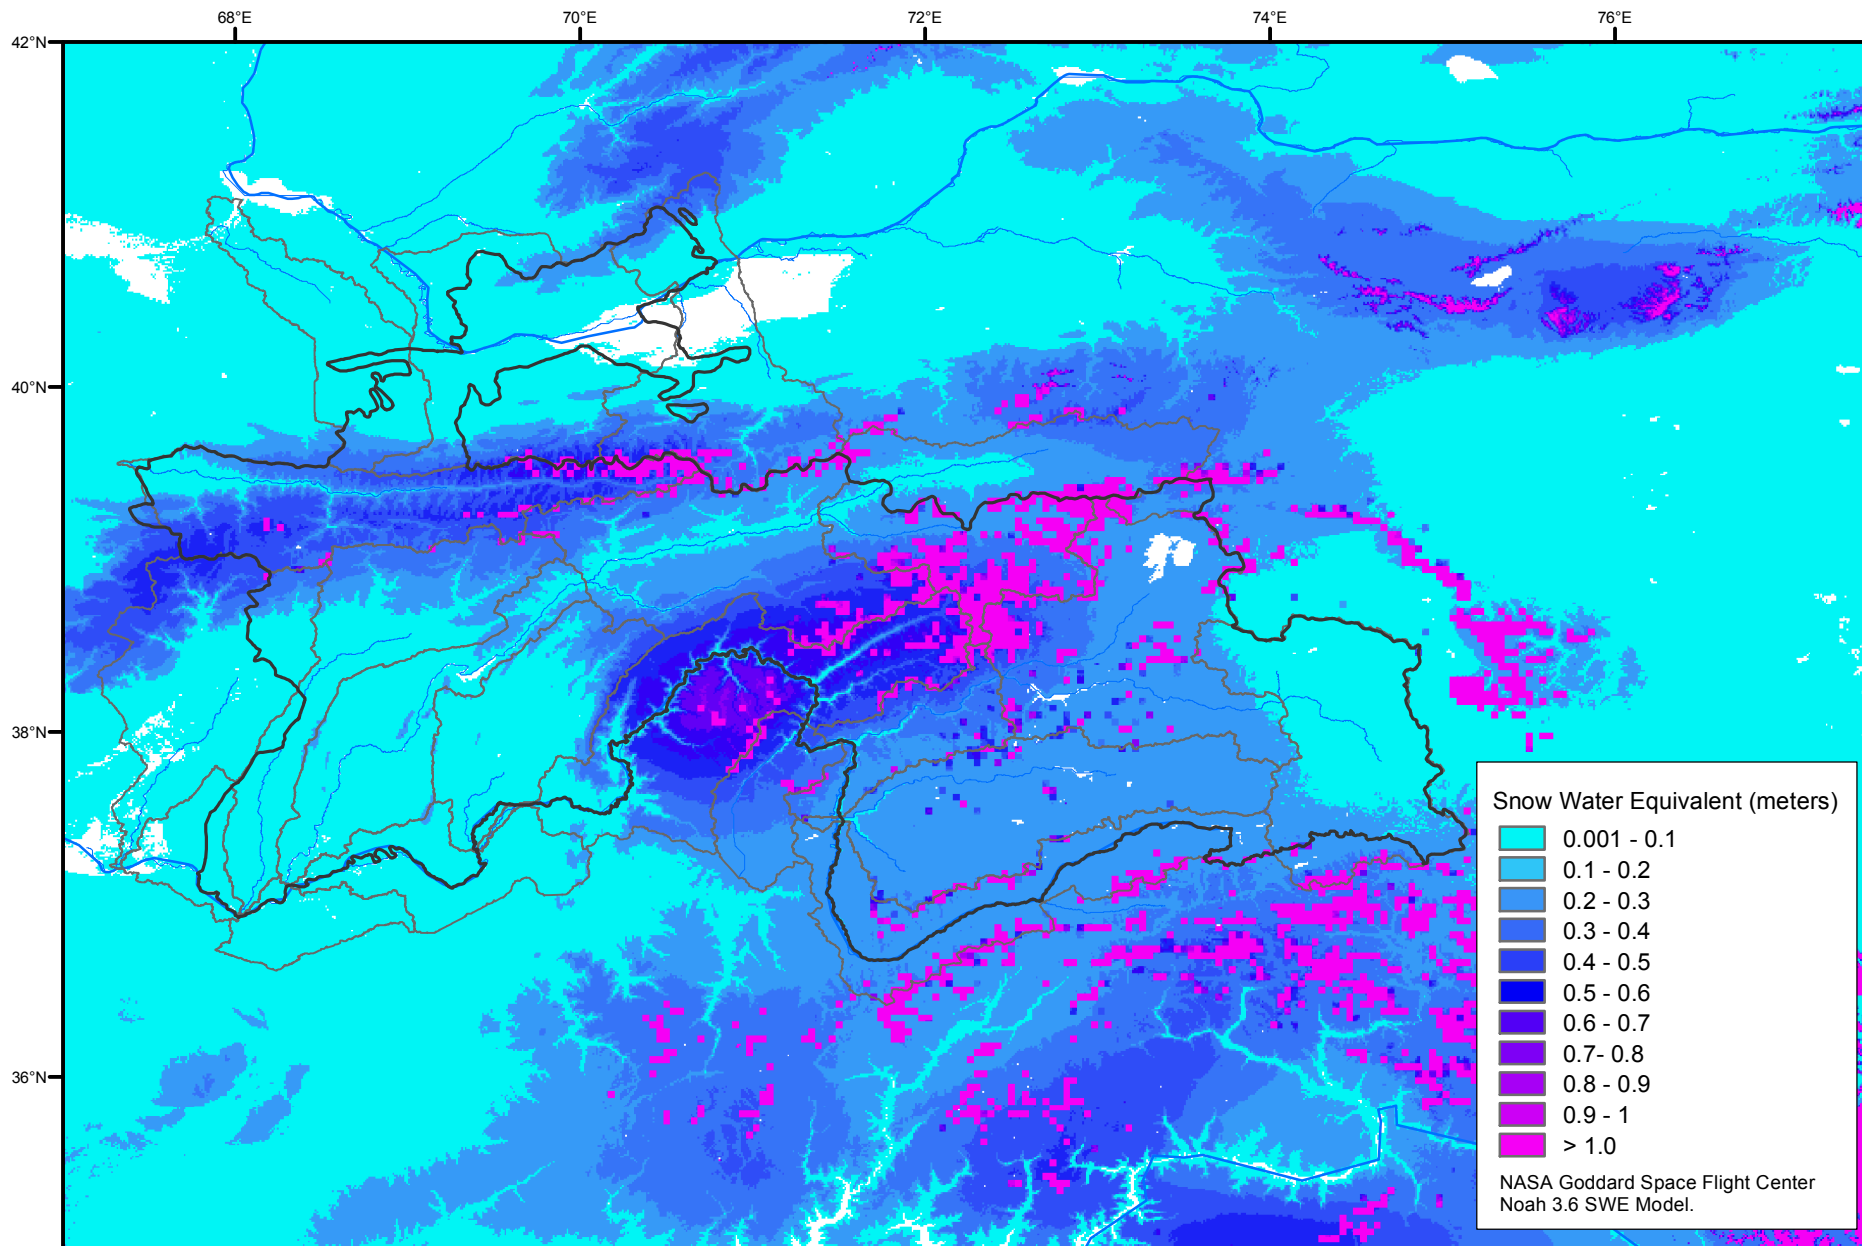 68°E
70°E
72°E
74°E
76°E
42°N
40°N
38°N
36°N
Snow Water Equivalent (meters)
0.001 - 0.1
0.1 - 0.2
0.2 - 0.3
0.3 - 0.4
0.4 - 0.5
0.5 - 0.6
0.6 - 0.7
0.7- 0.8
0.8 - 0.9
0.9 - 1
> 1.0
NASA Goddard Space Flight Center
Noah 3.6 SWE Model.